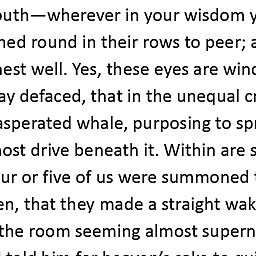 outh—wherever in your wisdom y
ned round in their rows to peer; a
nest well. Yes, these eyes are wind
ay defaced, that in the unequal cr
asperated whale, purposing to spr
nost drive beneath it. Within are s
ur or five of us were summoned t
en, that they made a straight wak
the room seeming almost supern